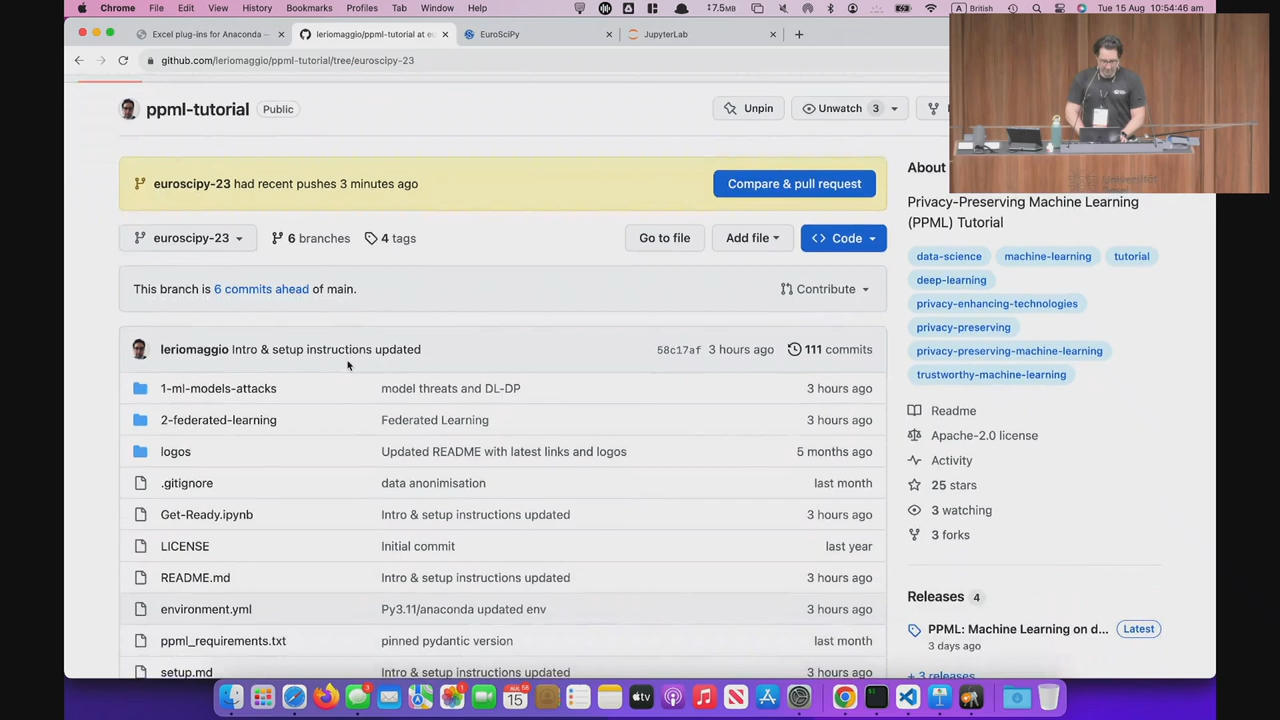 Chrome File Edit View History Bookmarks Profiles Tab Window Help 7.5MB A British Tue 15 Aug 10:54:46 am
Excel plug-ins for Anaconda –
leriomaggio/ppml-tutorial at eu
EuroSciPy
JupyterLab
github.com/leriomaggio/ppml-tutorial/tree/euroscipy-23
ppml-tutorial Public
Unpin
Unwatch 3
euroscipy-23 had recent pushes 3 minutes ago
Compare & pull request
euroscipy-23
6 branches
4 tags
Go to file
Add file
Code
This branch is 6 commits ahead of main.
Contribute
leriomaggio Intro & setup instructions updated 58c17af 3 hours ago 111 commits
1-ml-models-attacks model threats and DL-DP 3 hours ago
2-federated-learning Federated Learning 3 hours ago
logos Updated README with latest links and logos 5 months ago
.gitignore data anonimisation last month
Get-Ready.ipynb Intro & setup instructions updated 3 hours ago
LICENSE Initial commit last year
README.md Intro & setup instructions updated 3 hours ago
environment.yml Py3.11/anaconda updated env 3 hours ago
ppml_requirements.txt pinned pyantic version last month
setup.md Intro & setup instructions updated 3 hours ago
About
Privacy-Preserving Machine Learning
(PPML) Tutorial
data-science machine-learning tutorial
deep-learning
privacy-enhancing-technologies
privacy-preserving
privacy-preserving-machine-learning
trustworthy-machine-learning
Readme
Apache-2.0 license
Activity
25 stars
3 watching
3 forks
Releases 4
PPML: Machine Learning on d... Latest
3 days ago
+ 3 releases